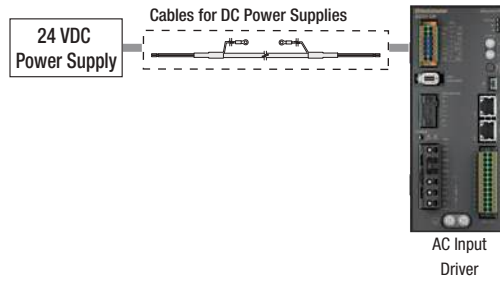 Cables for DC Power Supplies
24 VDC
Power Supply
AC Input
Driver